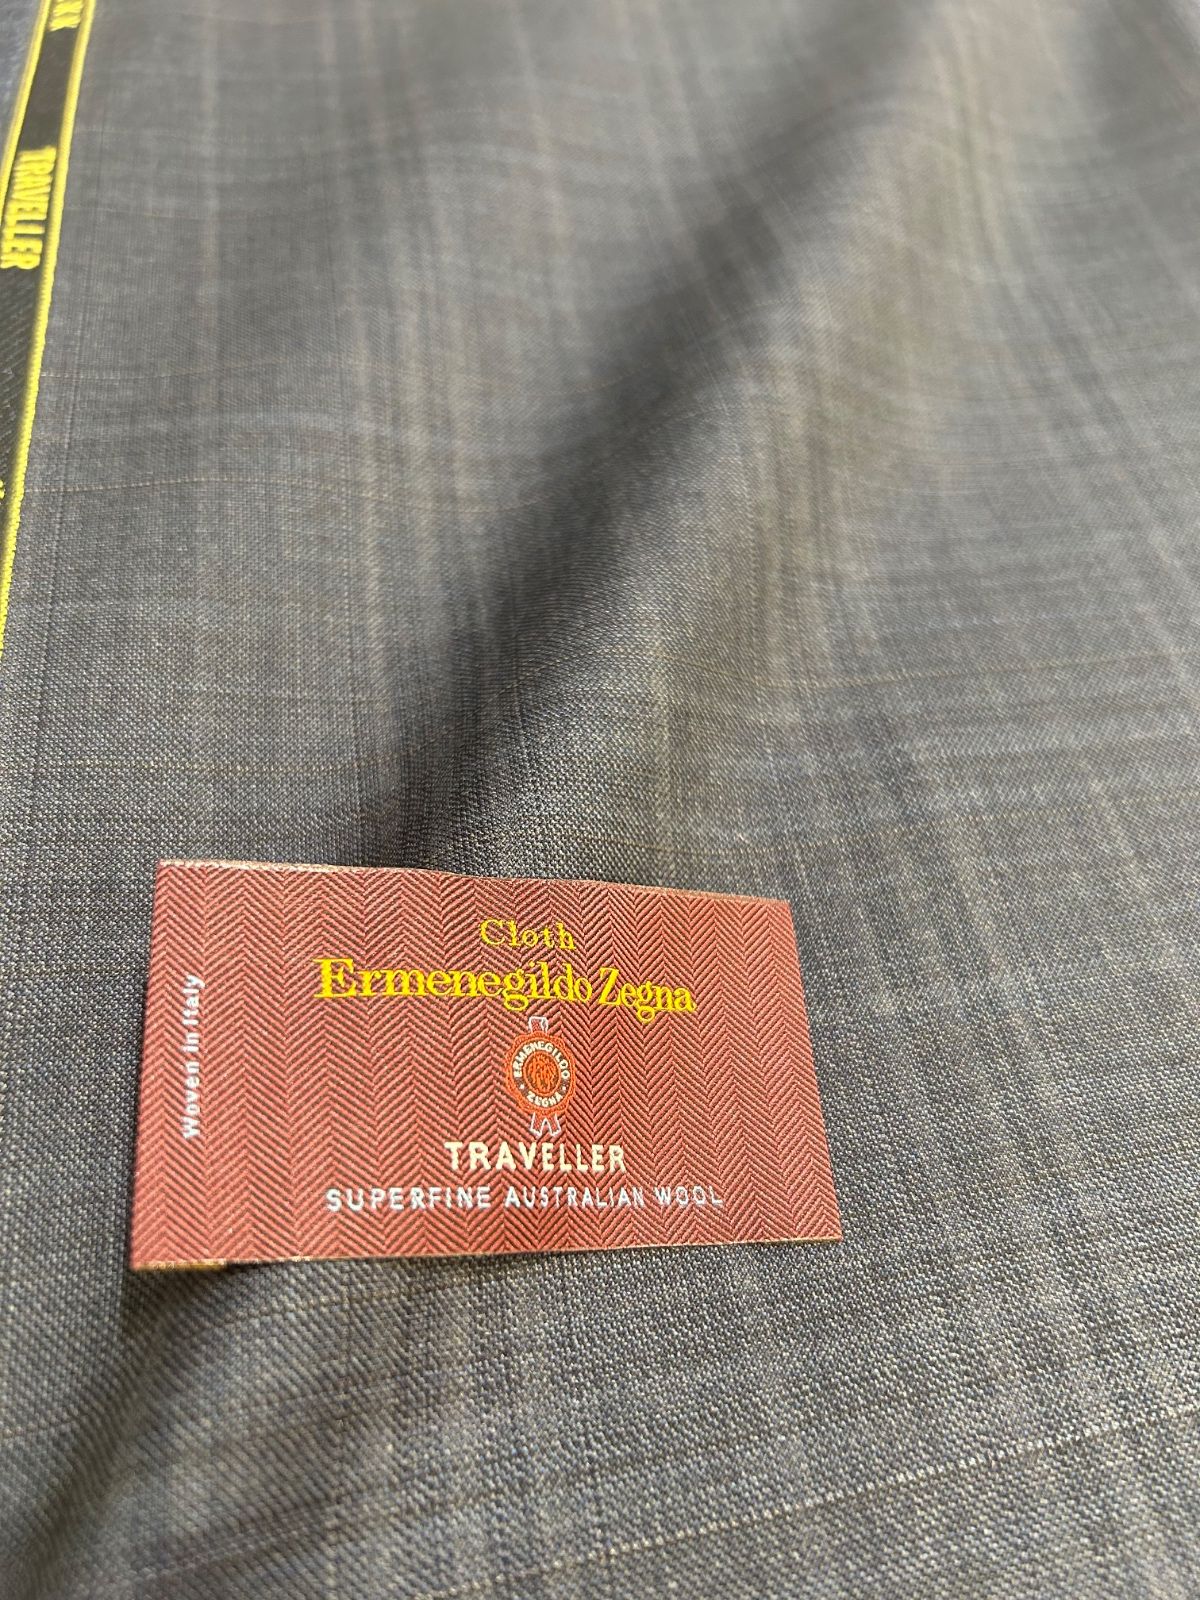 TRAVELLER
Cloth
Ermenegildo Zegna
Woven in Italy
ERMENEGILDO
ZEGNA
TRAVELLER
SUPERFINE AUSTRALIAN WOOL